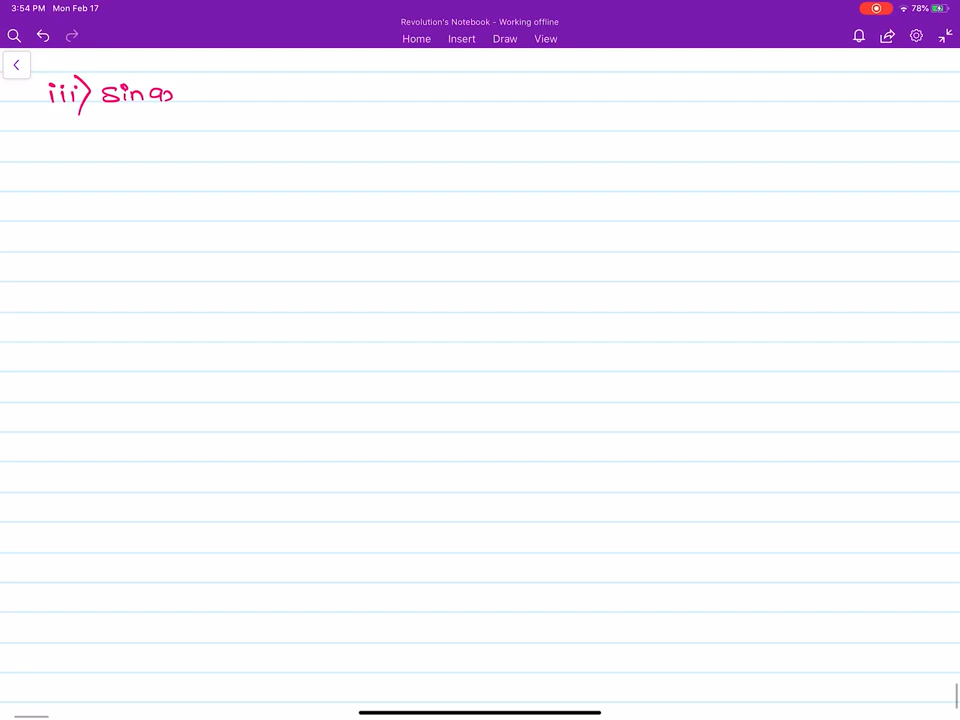 3:54 PM Mon Feb 17 78%
Revolution's Notebook - Working offline
Home Insert Draw View
iii) sin